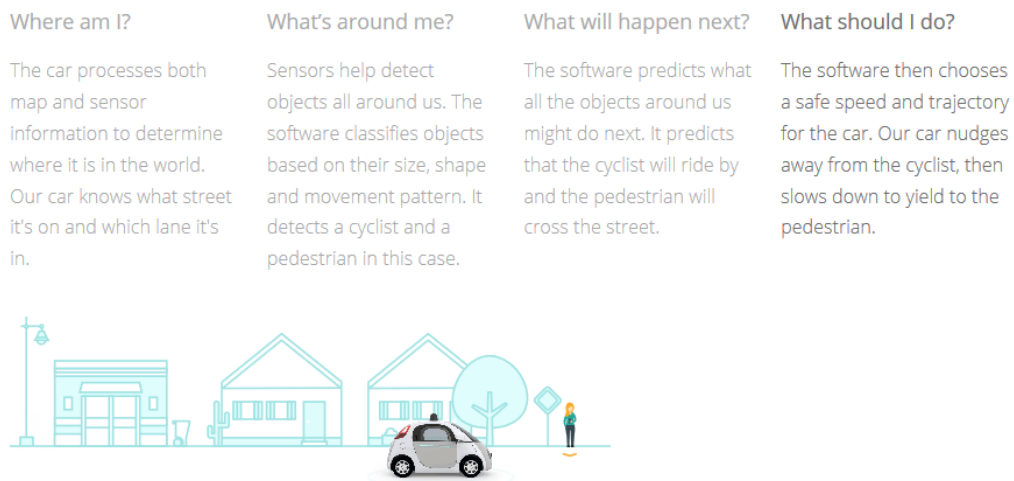 Where am I?
The car processes both
map and sensor
information to determine
where it is in the world.
Our car knows what street
it's on and which lane it's
in.
What's around me?
Sensors help detect
objects all around us. The
software classifies objects
based on their size, shape
and movement pattern. It
detects a cyclist and a
pedestrian in this case.
What will happen next?
The software predicts what
all the objects around us
might do next. It predicts
that the cyclist will ride by
and the pedestrian will
cross the street.
What should I do?
The software then chooses
a safe speed and trajectory
for the car. Our car nudges
away from the cyclist, then
slows down to yield to the
pedestrian.